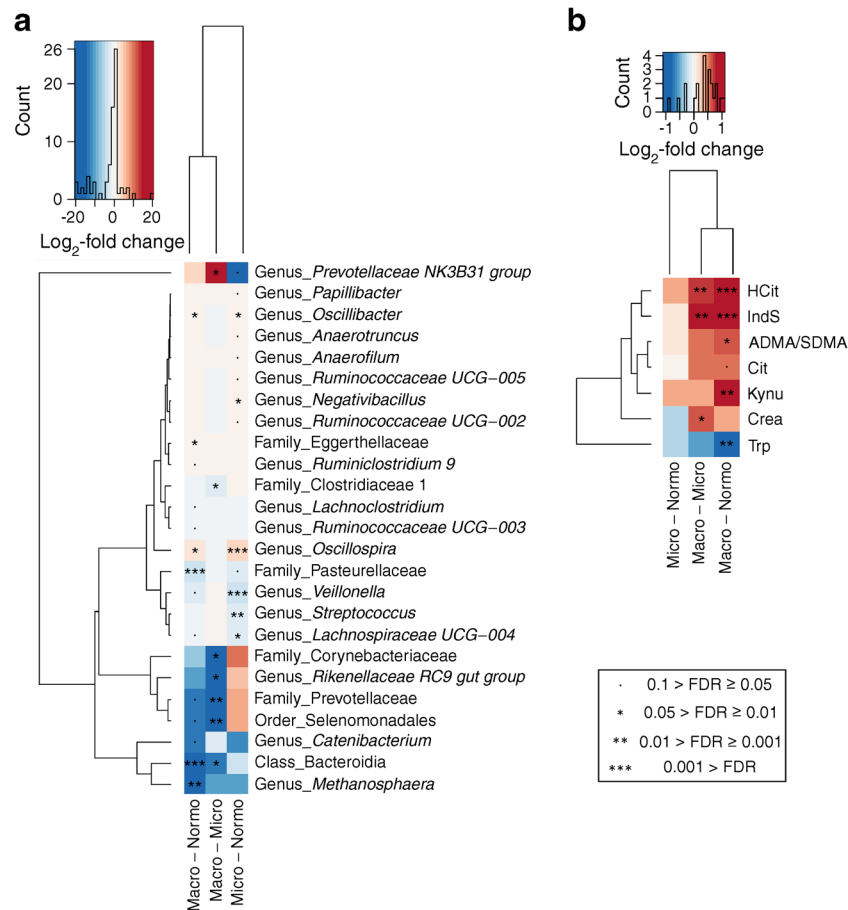 a
26
20
10
0
Count
-20 0 20
Log2-fold change
Genus_Prevotellaceae NK3B31 group
Genus_Papillibacter
Genus_Oscillibacter
Genus_Anaerotruncus
Genus_Anaerofilum
Genus_Ruminococcaceae UCG−005
Genus_Negativibacillus
Genus_Ruminococcaceae UCG−002
Family_Eggerthellaceae
Genus_Ruminiclostridium 9
Family_Clostridiaceae 1
Genus_Lachnoclostridium
Genus_Ruminococcaceae UCG−003
Genus_Oscillospira
Family_Pasteurellaceae
Genus_Veillonella
Genus_Streptococcus
Genus_Lachnospiraceae UCG−004
Family_Corynebacteriaceae
Genus_Rikenellaceae RC9 gut group
Family_Prevotellaceae
Order_Selenomonadales
Genus_Catenibacterium
Class_Bacteroidia
Genus_Methanosphaera
Macro − Normo
Macro − Micro
Micro − Normo
b
4
3
2
1
0
Count
-1 0 1
Log2-fold change
HCit
IndS
ADMA/SDMA
Cit
Kynu
Crea
Trp
Micro − Normo
Macro − Micro
Macro − Normo
· 0.1 > FDR ≥ 0.05
* 0.05 > FDR ≥ 0.01
** 0.01 > FDR ≥ 0.001
*** 0.001 > FDR